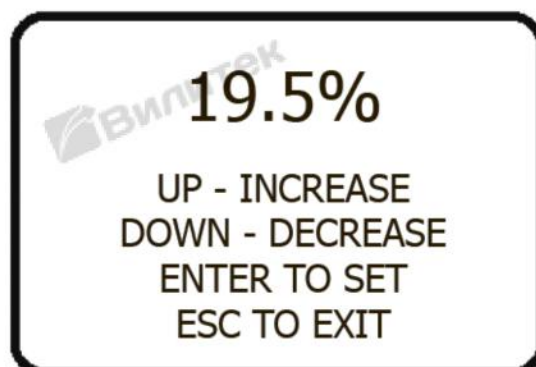 Вилитек
19.5%
UP - INCREASE
DOWN - DECREASE
ENTER TO SET
ESC TO EXIT